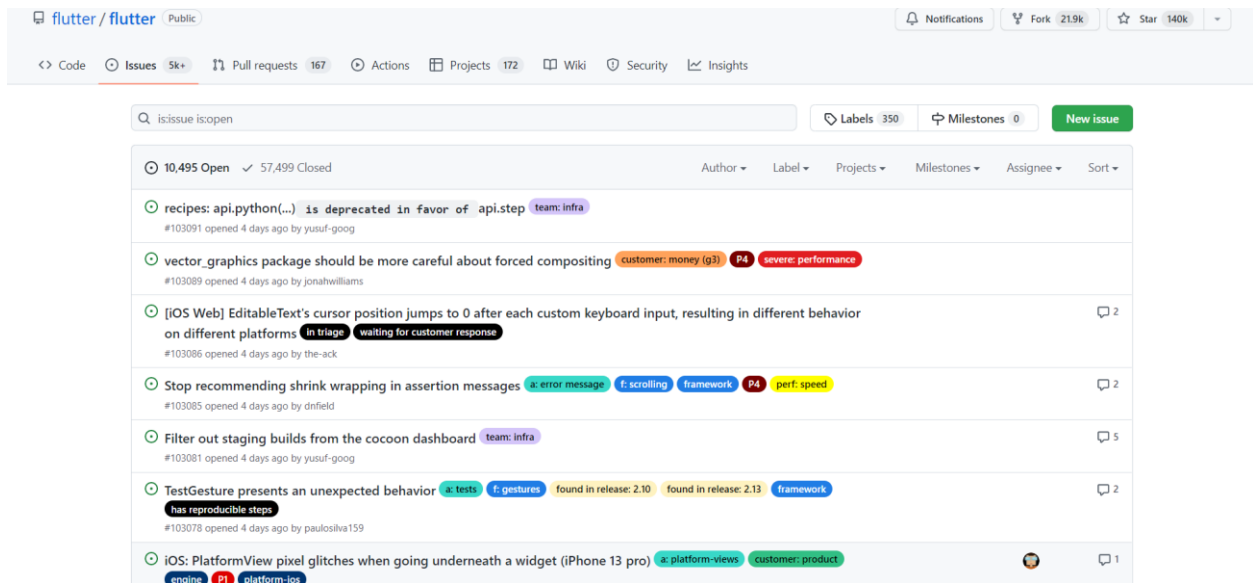 flutter / flutter Public
Notifications Fork 21.9k Star 140k
Code Issues 5k+ Pull requests 167 Actions Projects 172 Wiki Security Insights
is:issue is:open Labels 350 Milestones 0 New issue
10,495 Open 57,499 Closed Author Label Projects Milestones Assignee Sort
recipes: api.python(...) is deprecated in favor of api.step team: infra
#103091 opened 4 days ago by yusuf-goog
vector_graphics package should be more careful about forced compositing customer: money (g3) P4 severe: performance
#103089 opened 4 days ago by jonahwilliams
[iOS Web] EditableText's cursor position jumps to 0 after each custom keyboard input, resulting in different behavior 2
on different platforms in triage waiting for customer response
#103086 opened 4 days ago by the-ack
Stop recommending shrink wrapping in assertion messages a: error message f: scrolling framework P4 perf: speed 2
#103085 opened 4 days ago by dnfield
Filter out staging builds from the cocoon dashboard team: infra 5
#103081 opened 4 days ago by yusuf-goog
TestGesture presents an unexpected behavior a: tests f: gestures found in release: 2.10 found in release: 2.13 framework 2
has reproducible steps
#103078 opened 4 days ago by paulosilva159
iOS: PlatformView pixel glitches when going underneath a widget (iPhone 13 pro) a: platform-views customer: product 1
engine P1 platform-ios